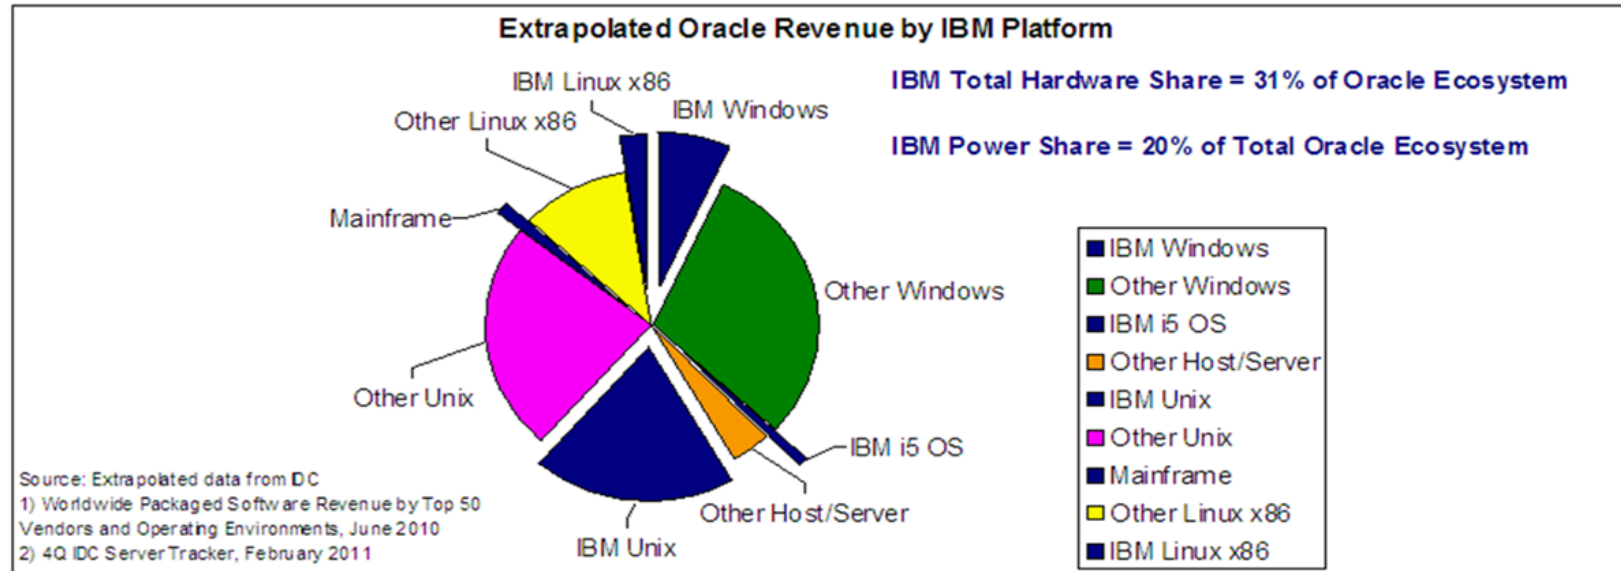 Extrapolated Oracle Revenue by IBM Platform
IBM Total Hardware Share = 31% of Oracle Ecosystem
IBM Power Share = 20% of Total Oracle Ecosystem
IBM Linux x86
IBM Windows
Other Linux x86
Mainframe
Other Windows
Other Unix
IBM i5 OS
Other Host/Server
IBM Unix
IBM Windows
Other Windows
IBM i5 OS
Other Host/Server
IBM Unix
Other Unix
Mainframe
Other Linux x86
IBM Linux x86
Source: Extrapolated data from IDC
1) Worldwide Packaged Software Revenue by Top 50
Vendors and Operating Environments, June 2010
2) 4Q IDC Server Tracker, February 2011